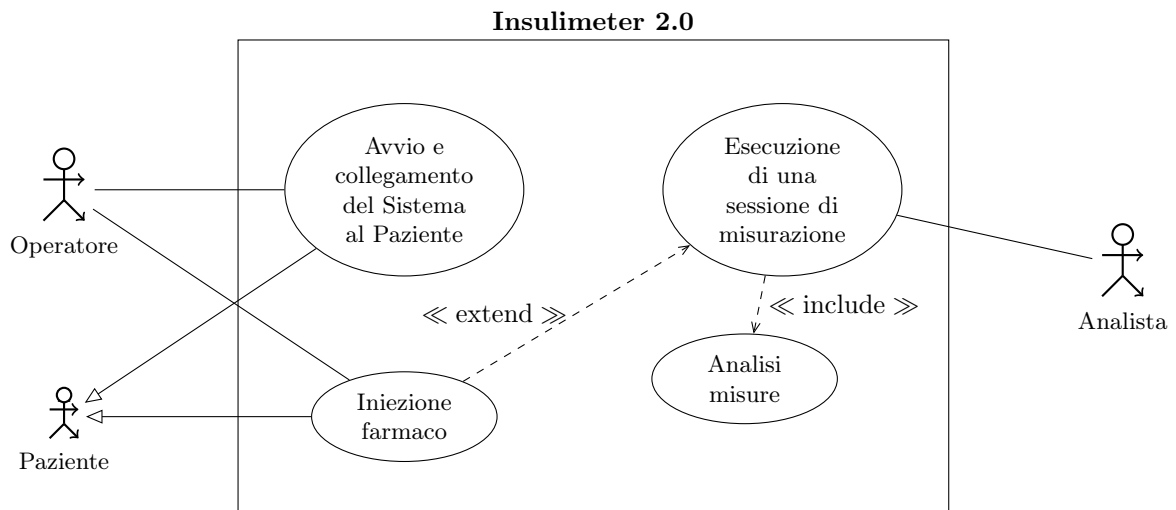 Insulimeter 2.0
Avvio e
collegamento
del Sistema
al Paziente
Esecuzione
di una
sessione di
misurazione
Operatore
≪ extend ≫
≪ include ≫
Analista
Analisi
misure
Iniezione
farmaco
Paziente